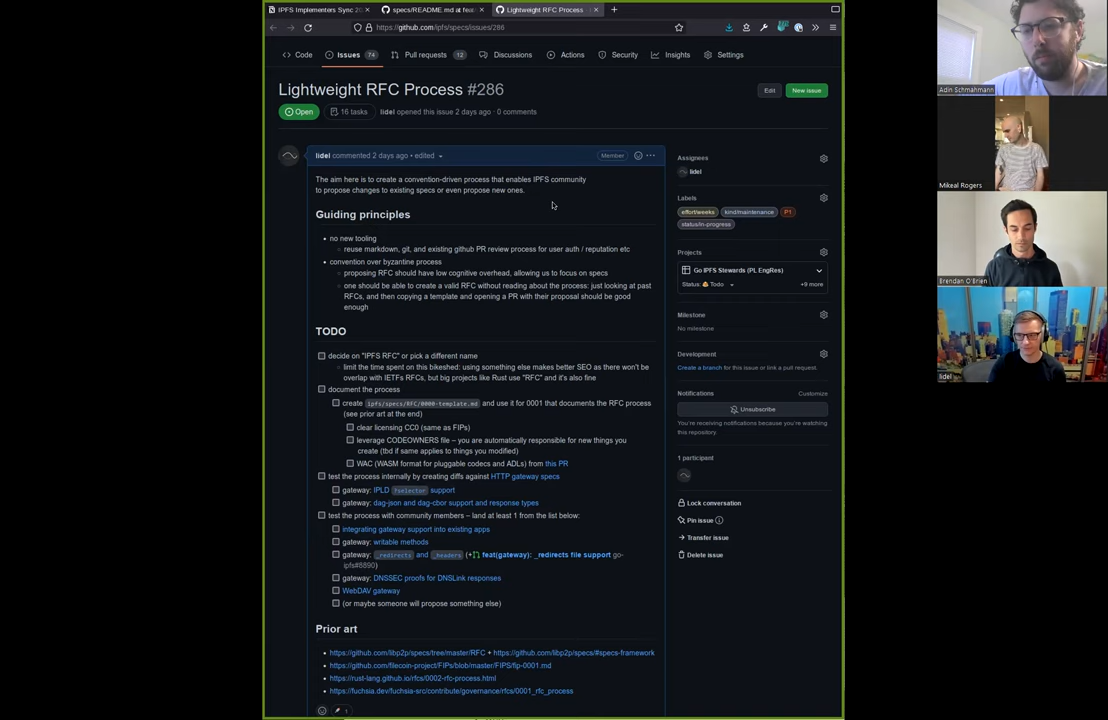 IPFS Implementers Sync 20
specs/README.md at feat
Lightweight RFC Process
https://github.com/ipfs/specs/issues/286
Code
Issues 74
Pull requests 12
Discussions
Actions
Security
Insights
Settings
Lightweight RFC Process #286
Edit
New issue
Open
16 tasks
lidel opened this issue 2 days ago · 0 comments
lidel commented 2 days ago • edited
Member
The aim here is to create a convention-driven process that enables IPFS community
to propose changes to existing specs or even propose new ones.
Guiding principles
no new tooling
reuse markdown, git, and existing github PR review process for user auth / reputation etc
convention over byzantine process
proposing RFC should have low cognitive overhead, allowing us to focus on specs
one should be able to create a valid RFC without reading about the process: just looking at past
RFCs, and then copying a template and opening a PR with their proposal should be good
enough
TODO
decide on "IPFS RFC" or pick a different name
limit the time spent on this bikeshed: using something else makes better SEO as there won't be
overlap with IETFs RFCs, but big projects like Rust use "RFC" and it's also fine
document the process
create ipfs/specs/RFC/0000-template.md and use it for 0001 that documents the RFC process
(see prior art at the end)
clear licensing CC0 (same as FIPs)
leverage CODEOWNERS file – you are automatically responsible for new things you
create (tbd if same applies to things you modified)
WAC (WASM format for pluggable codecs and ADLs) from this PR
test the process internally by creating diffs against HTTP gateway specs
gateway: IPLD ?selector support
gateway: dag-json and dag-cbor support and response types
test the process with community members – land at least 1 from the list below:
integrating gateway support into existing apps
gateway: writable methods
gateway: _redirects and _headers (+ feat(gateway): _redirects file support go-
ipfs#8890)
gateway: DNSSEC proofs for DNSLink responses
WebDAV gateway
(or maybe someone will propose something else)
Prior art
https://github.com/libp2p/specs/tree/master/RFC + https://github.com/libp2p/specs/#specs-framework
https://github.com/filecoin-project/FIPs/blob/master/FIPS/fip-0001.md
https://rust-lang.github.io/rfcs/0002-rfc-process.html
https://fuchsia.dev/fuchsia-src/contribute/governance/rfcs/0001_rfc_process
1
Assignees
lidel
Labels
effort/weeks
kind/maintenance
P1
status/in-progress
Projects
Go IPFS Stewards (PL EngRes)
Status: Todo
+9 more
Milestone
No milestone
Development
Create a branch for this issue or link a pull request.
Notifications
Customize
Unsubscribe
You're receiving notifications because you're watching
this repository.
1 participant
Lock conversation
Pin issue
Transfer issue
Delete issue
Adin Schmahmann
Mikeal Rogers
Brendan O'Brien
lidel